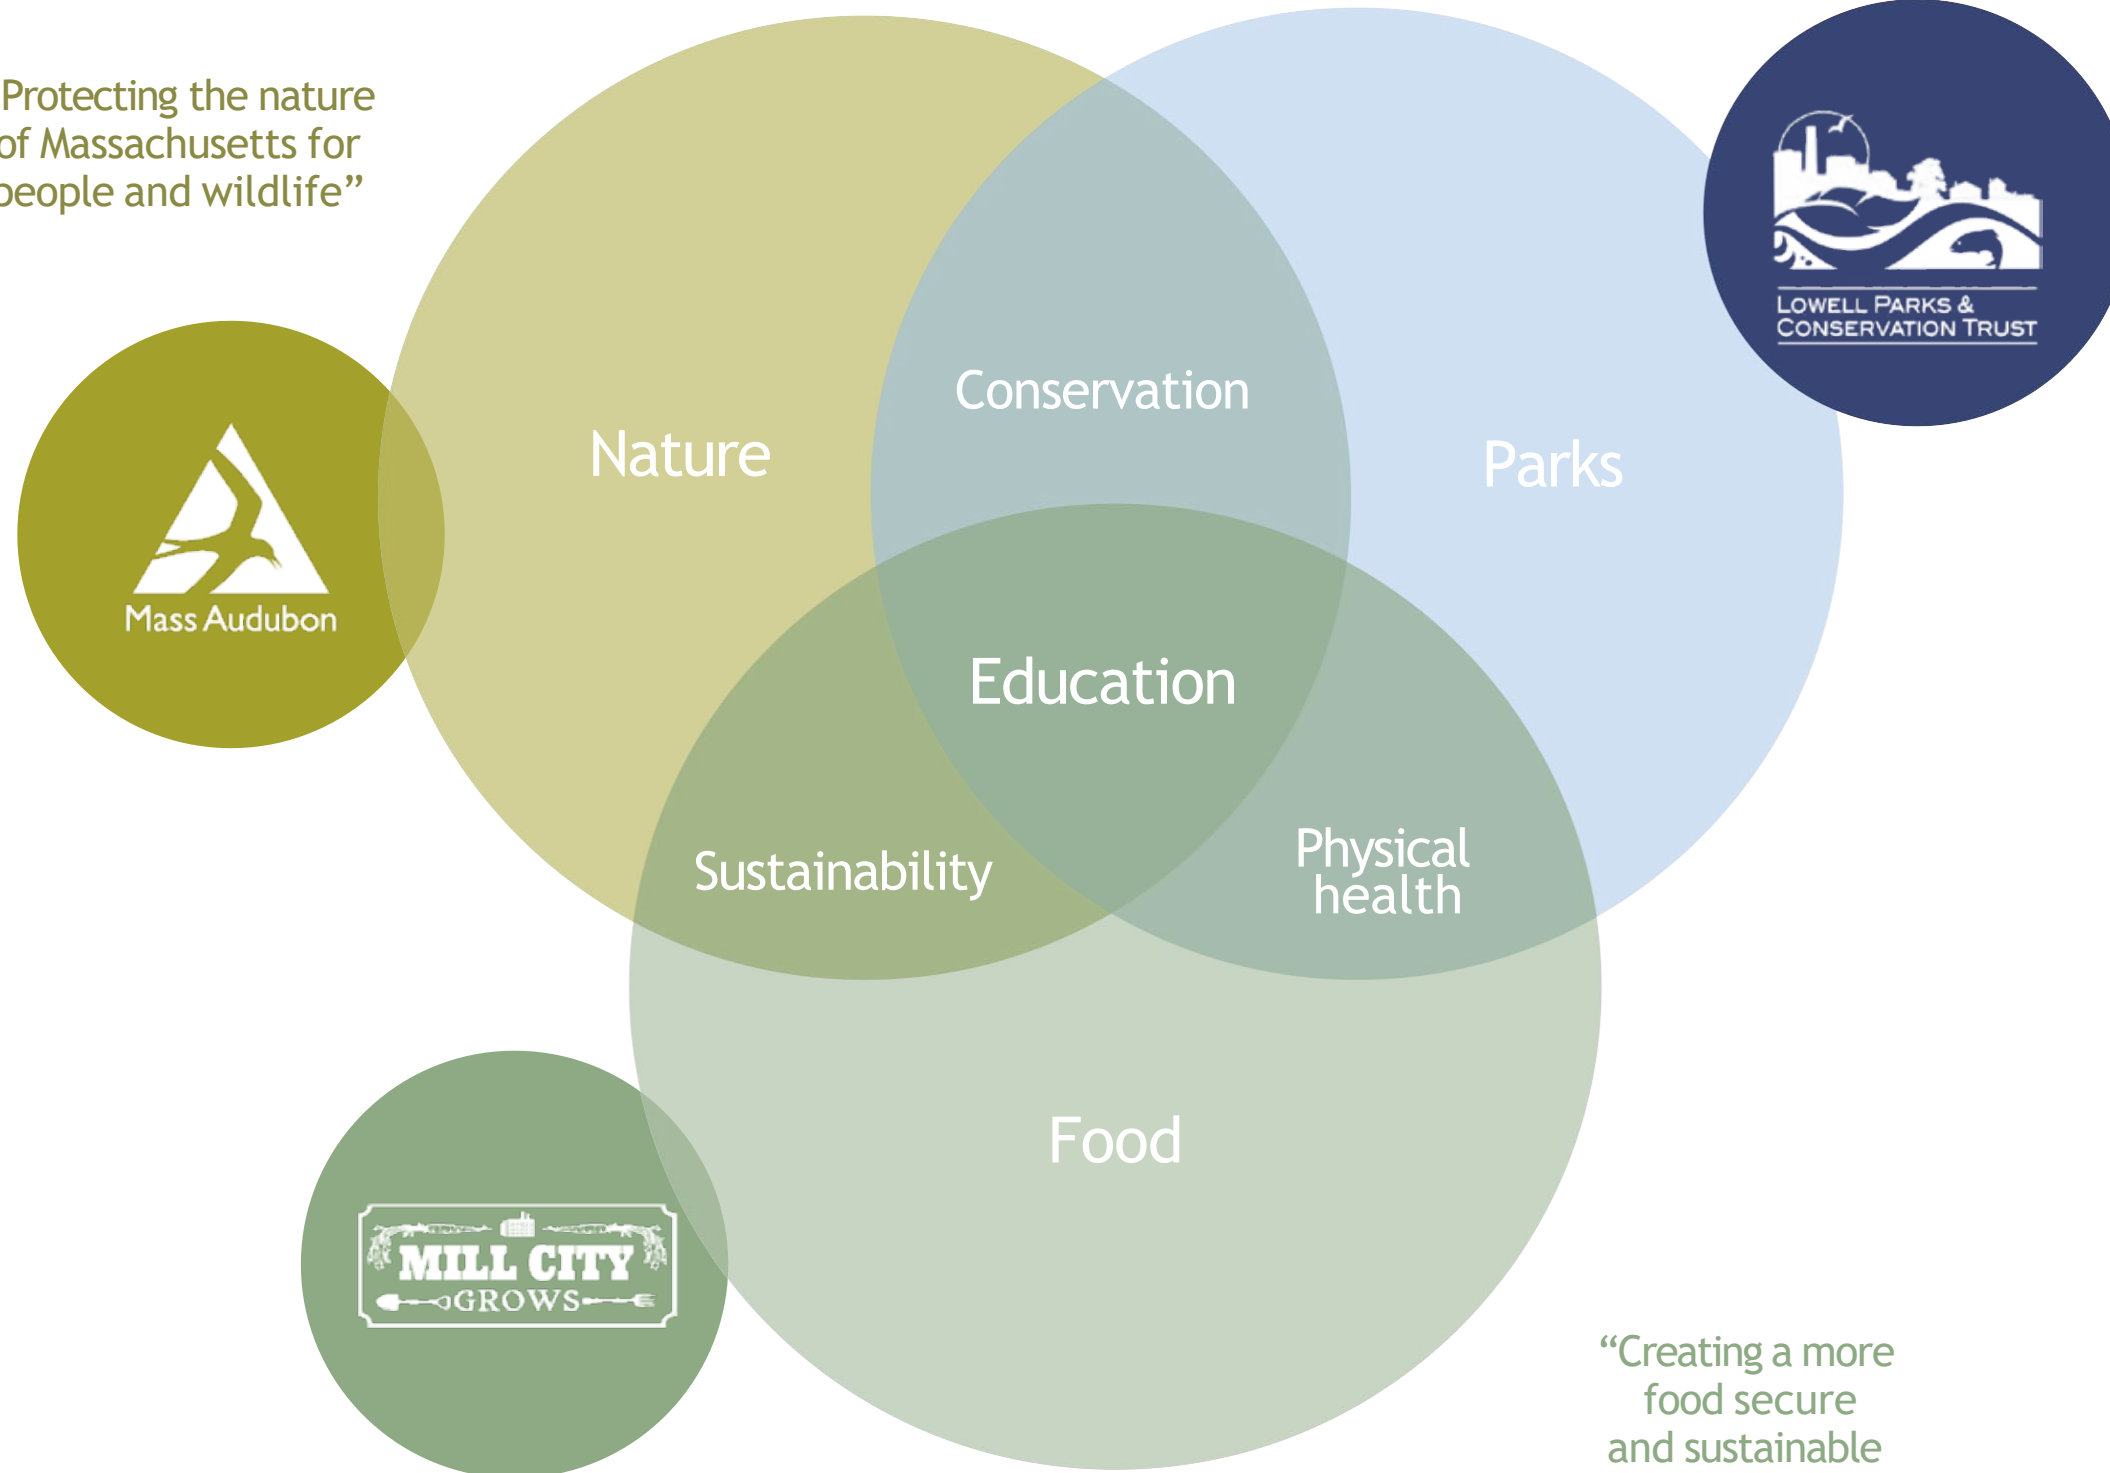 Protecting the nature
of Massachusetts for
people and wildlife”
LOWELL PARKS &
CONSERVATION TRUST
Conservation
Nature
Parks
Mass Audubon
Education
Sustainability
Physical
health
Food
MILL CITY
GROWS
“Creating a more
food secure
and sustainable